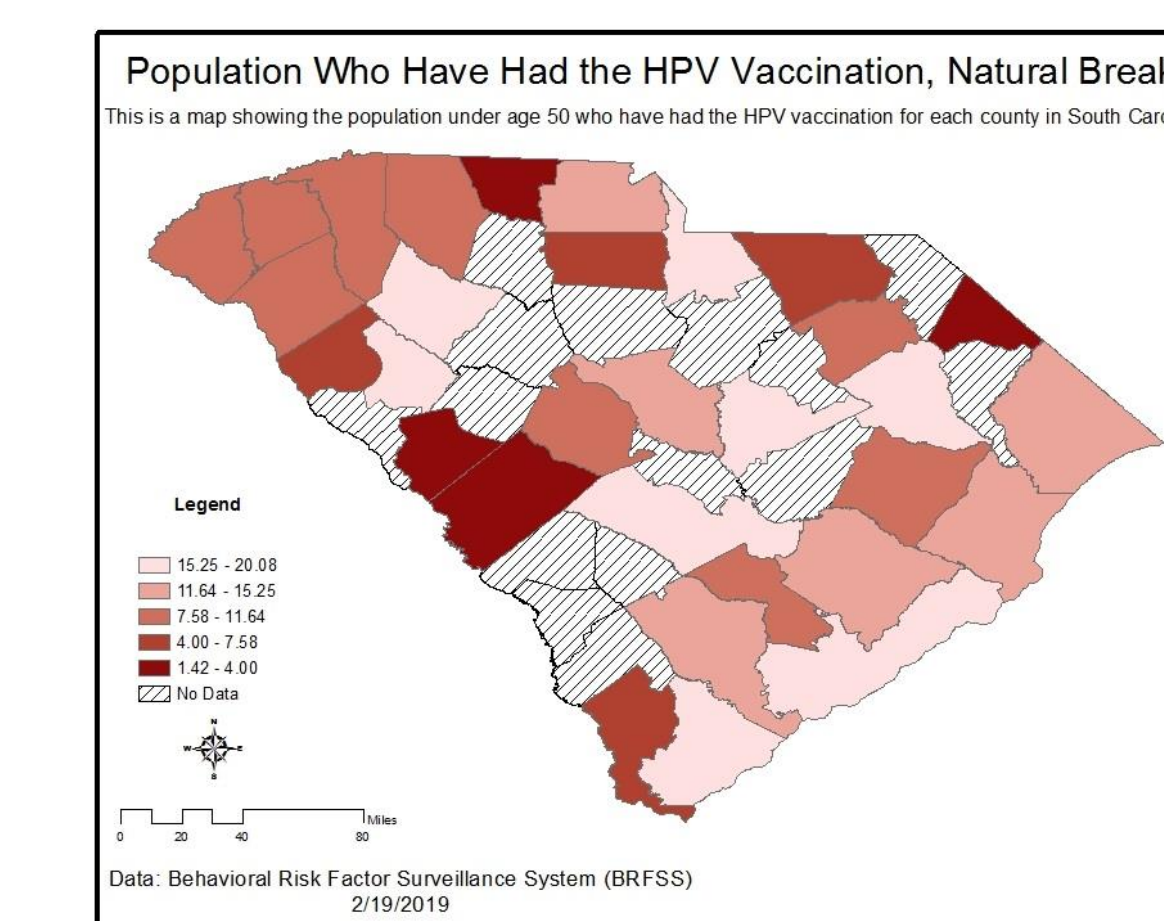 Population Who Have Had the HPV Vaccination, Natural
This is a map showing the population under age 50 who have had the HPV vaccination for each county in South
Legend
15.25 - 20.08
11.64 - 15.25
7.58 - 11.64
4.00 - 7.58
1.42 - 4.00
No Data
N
W E
S
Miles
0 20 40 80
Data: Behavioral Risk Factor Surveillance System (BRFSS)
2/19/2019